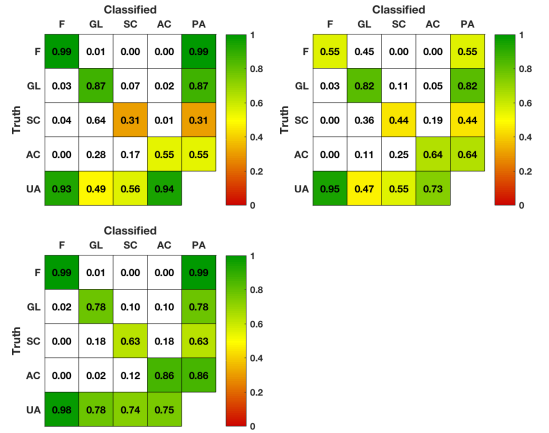 Classified
F GL SC AC PA
F 0.99 0.01 0.00 0.00 0.99
GL 0.03 0.87 0.07 0.02 0.87
SC 0.04 0.64 0.31 0.01 0.31
AC 0.00 0.28 0.17 0.55 0.55
UA 0.93 0.49 0.56 0.94
Truth
1
0.8
0.6
0.4
0.2
0
Classified
F GL SC AC PA
F 0.55 0.45 0.00 0.00 0.55
GL 0.03 0.82 0.11 0.05 0.82
SC 0.00 0.36 0.44 0.19 0.44
AC 0.00 0.11 0.25 0.64 0.64
UA 0.95 0.47 0.55 0.73
Truth
1
0.8
0.6
0.4
0.2
0
Classified
F GL SC AC PA
F 0.99 0.01 0.00 0.00 0.99
GL 0.02 0.78 0.10 0.10 0.78
SC 0.00 0.18 0.63 0.18 0.63
AC 0.00 0.02 0.12 0.86 0.86
UA 0.98 0.78 0.74 0.75
Truth
1
0.8
0.6
0.4
0.2
0